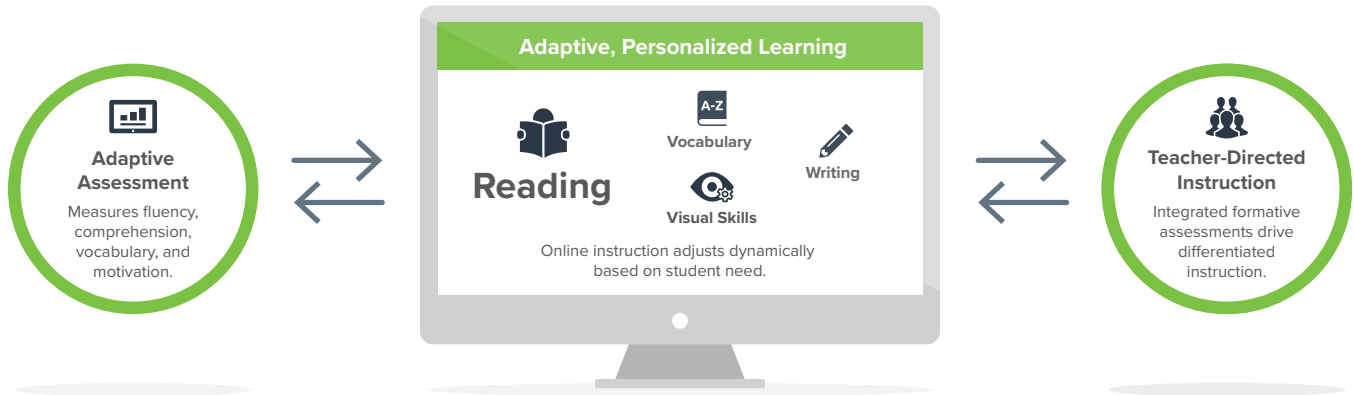 Adaptive
Assessment
Measures fluency,
comprehension,
vocabulary, and
motivation.
Adaptive, Personalized Learning
Reading
A-Z
Vocabulary
Visual Skills
Writing
Online instruction adjusts dynamically
based on student need.
Teacher-Directed
Instruction
Integrated formative
assessments drive
differentiated
instruction.